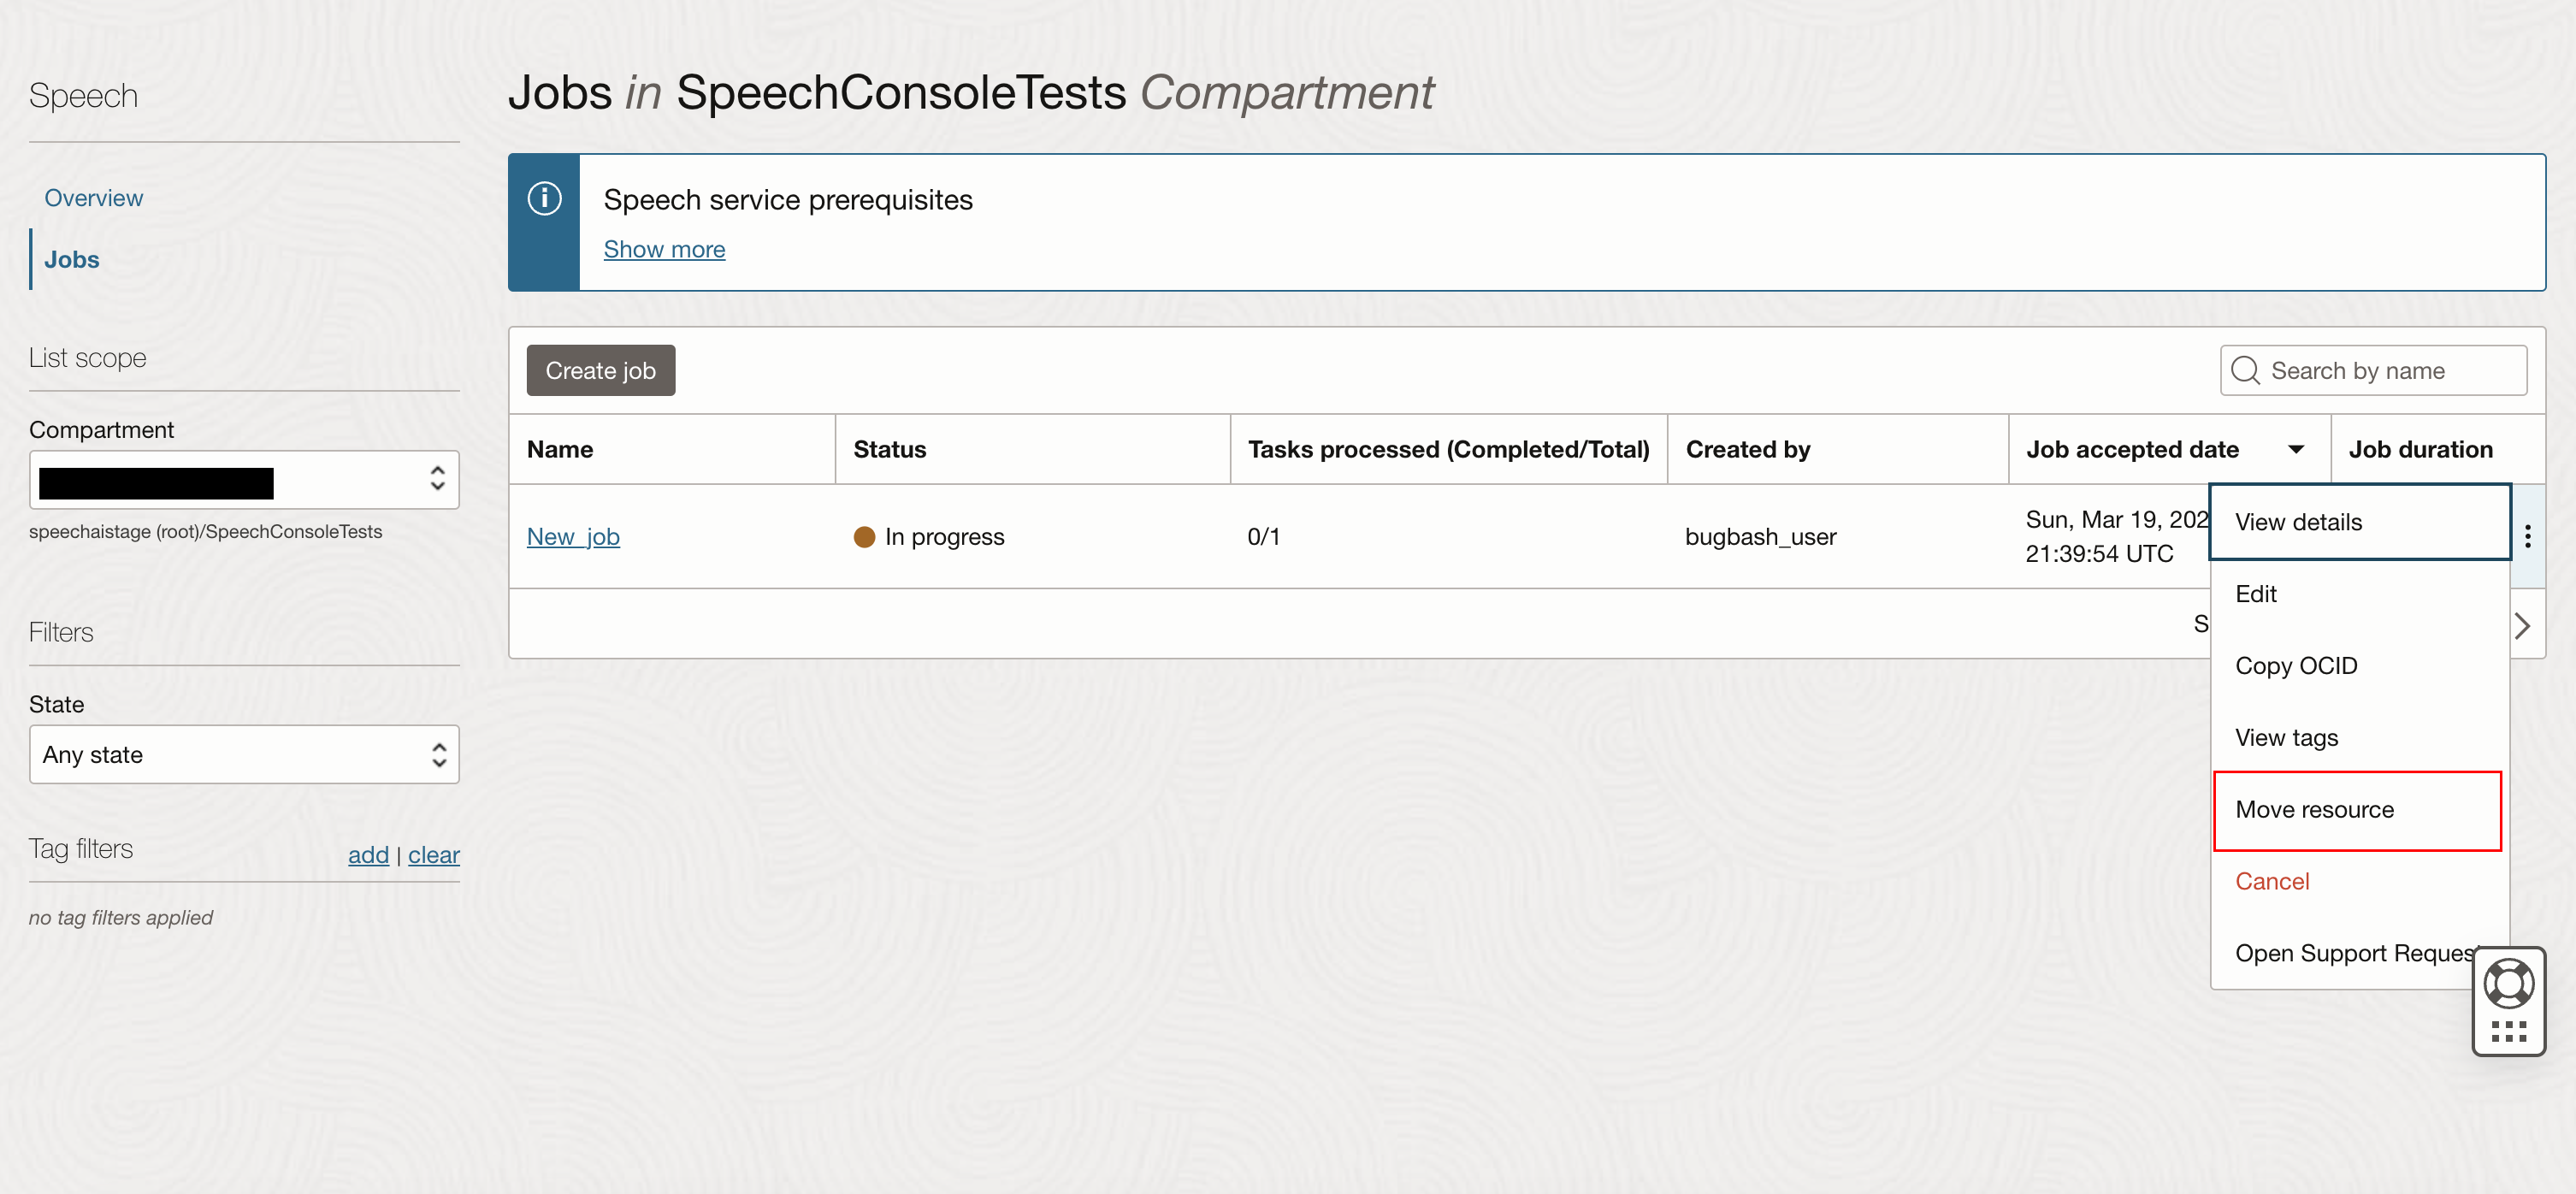 Speech
Overview
Jobs
List scope
Compartment
speechaistage (root)/SpeechConsoleTests
Filters
State
Any state
Tag filters
add | clear
no tag filters applied
Jobs in SpeechConsoleTests Compartment
Speech service prerequisites
Show more
Create job
Search by name
Name Status Tasks processed (Completed/Total) Created by Job accepted date Job duration
New_job In progress 0/1 bugbash_user Sun, Mar 19, 202
21:39:54 UTC
S
View details
Edit
Copy OCID
View tags
Move resource
Cancel
Open Support Reques